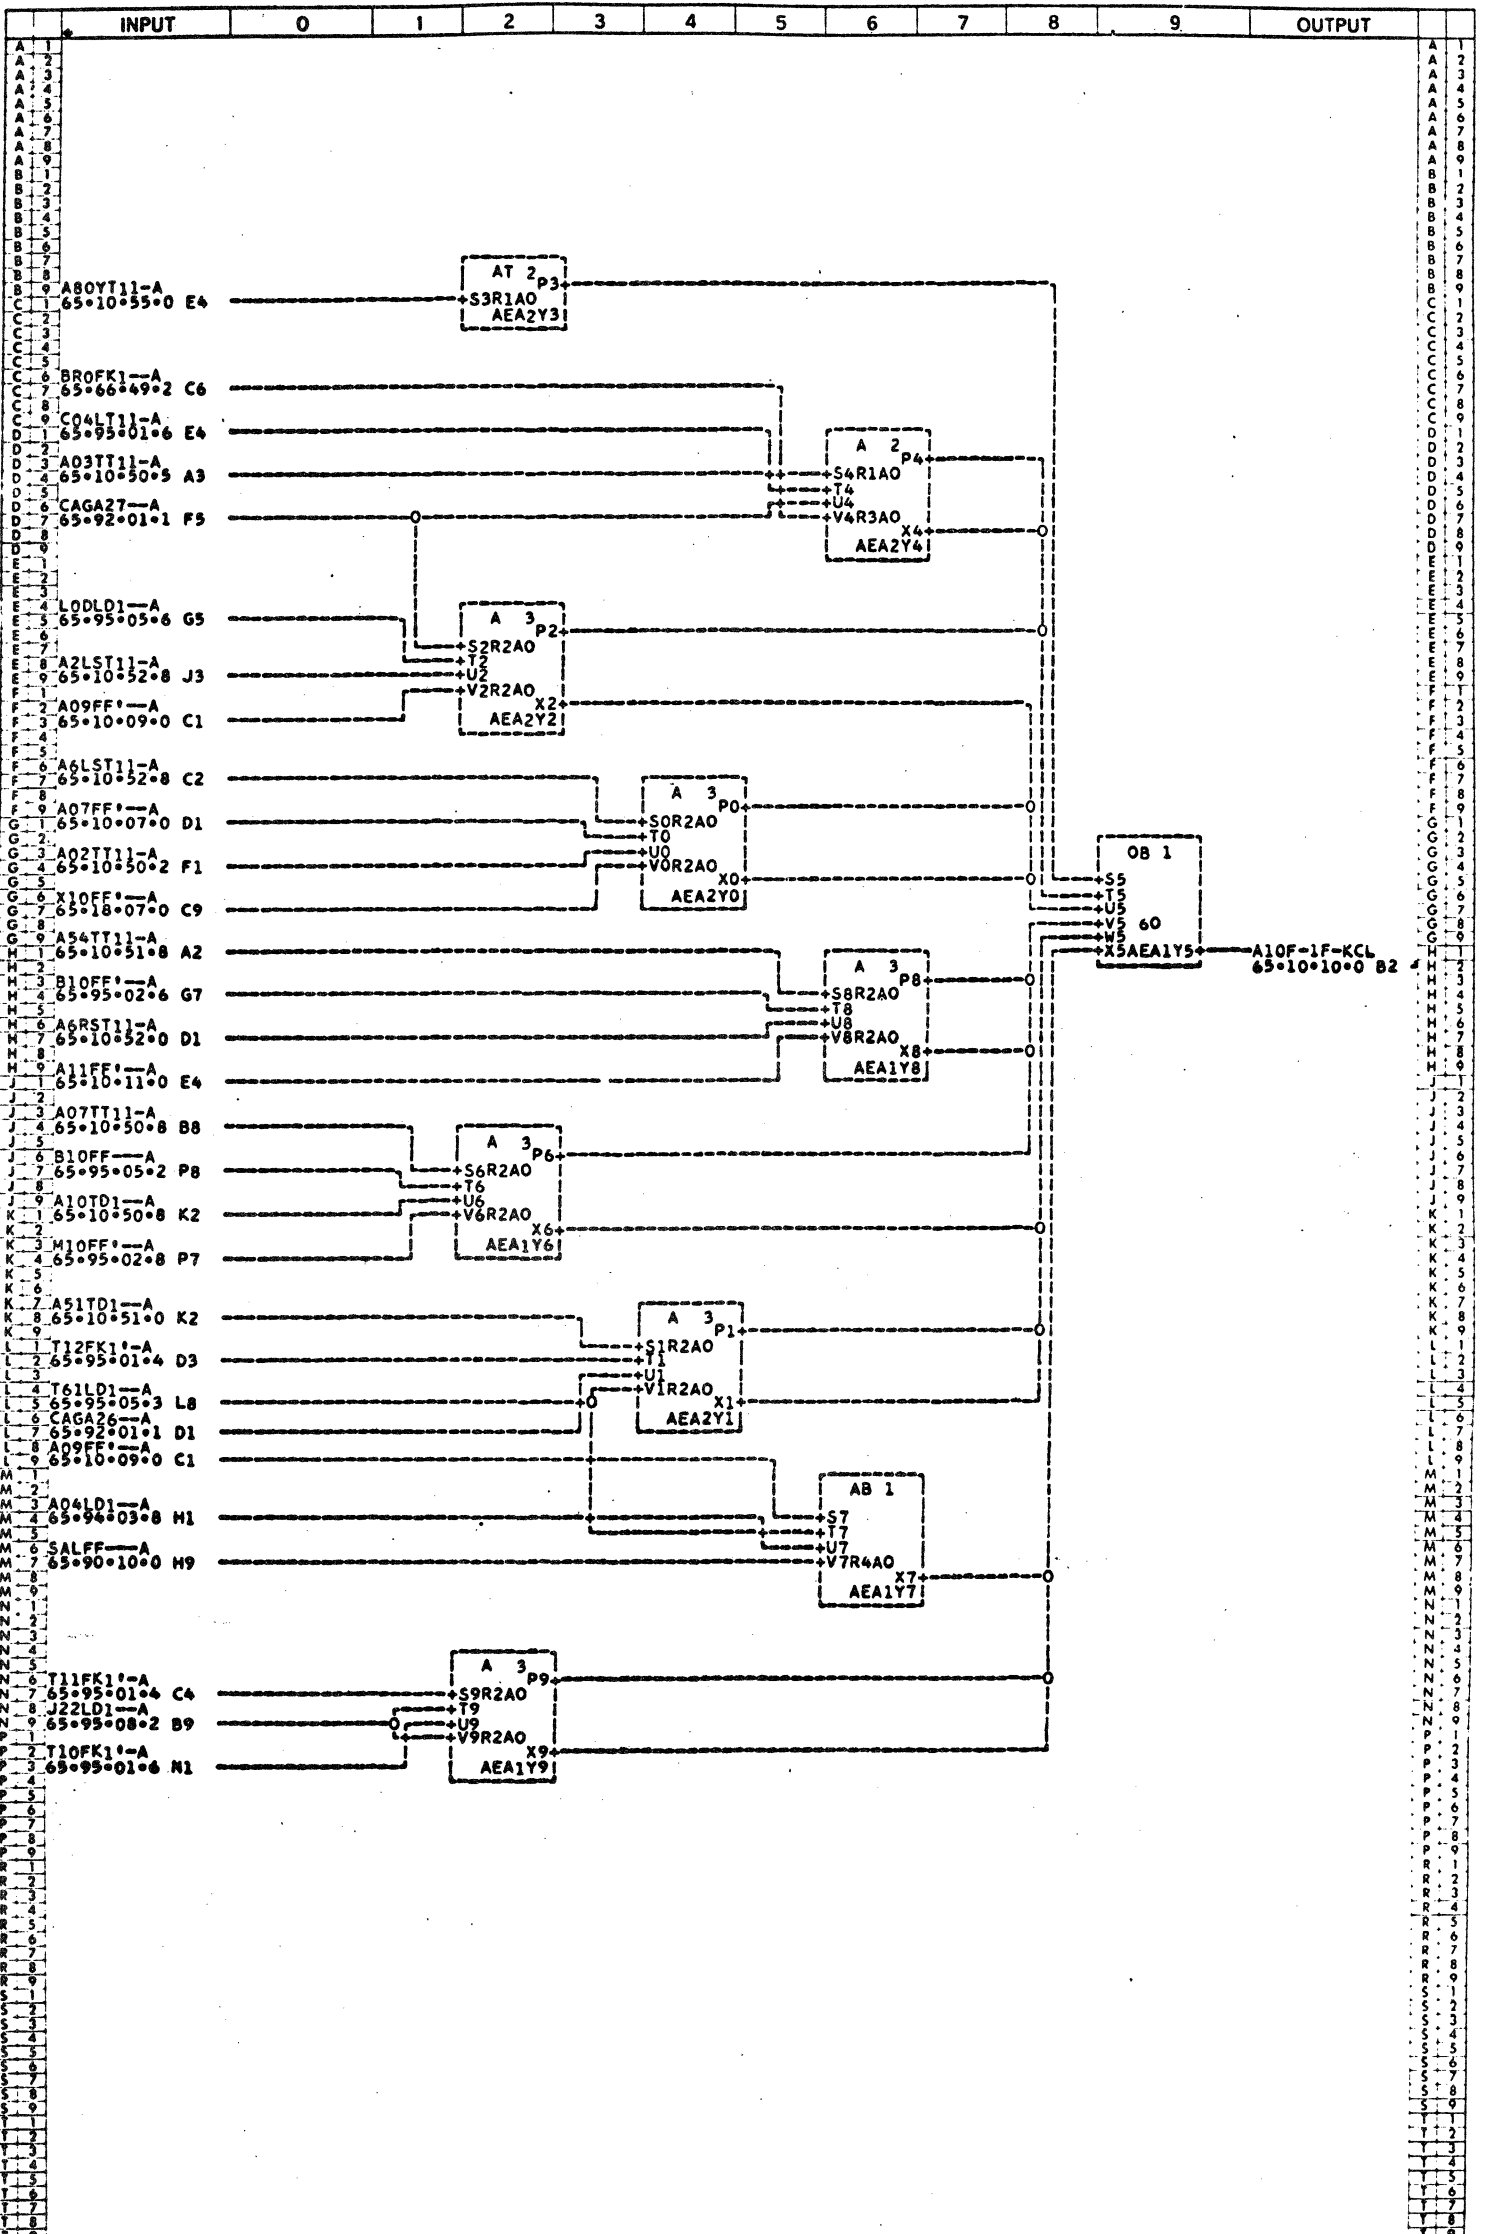 INPUT 0 1 2 3 4 5 6 7 8 9 OUTPUT
AT 2
P3
A80YT11-A
65•10•55•0 E4
S3R1A0
AEA2Y3
BR0FK1--A
65•66•49•2 C6
C04LT11-A
65•95•01•6 E4
A 2
P4
A03TT11-A
65•10•50•5 A3
S4R1A0
T4
U4
CAGA27--A
65•92•01•1 F5
V4R3A0
X4
AEA2Y4
L0DLD1--A
65•95•05•6 G5
A 3
P2
S2R2A0
T2
A2LST11-A
65•10•52•8 J3
U2
V2R2A0
X2
A09FF'--A
65•10•09•0 C1
AEA2Y2
A6LST11-A
65•10•52•8 C2
A 3
P0
A07FF'--A
65•10•07•0 D1
S0R2A0
T0
U0
A02TT11-A
65•10•50•2 F1
V0R2A0
X0
OB 1
S5
T5
U5
V5 60
W5
X5AEA1Y5
AEA2Y0
X10FF'--A
65•18•07•0 C9
A10F-1F-KCL
65•10•10•0 B2
A54TT11-A
65•10•51•8 A2
A 3
P8
B10FF'--A
65•95•02•6 G7
S8R2A0
T8
U8
A6RST11-A
65•10•52•0 D1
V8R2A0
X8
AEA1Y8
A11FF'--A
65•10•11•0 E4
A07TT11-A
65•10•50•8 B8
A 3
P6
B10FF---A
65•95•05•2 P8
S6R2A0
T6
U6
A10TD1--A
65•10•50•8 K2
V6R2A0
X6
AEA1Y6
M10FF'--A
65•95•02•8 P7
A51TD1--A
65•10•51•0 K2
A 3
P1
S1R2A0
T12FK1'-A
65•95•01•4 D3
T1
U1
V1R2A0
T61LD1--A
65•95•05•3 L8
X1
AEA2Y1
CAGA26--A
65•92•01•1 D1
A09FF'--A
65•10•09•0 C1
AB 1
A04LD1--A
65•94•03•8 H1
S7
T7
U7
SALFF---A
65•90•10•0 H9
V7R4A0
X7
AEA1Y7
A 3
P9
T11FK1'-A
65•95•01•4 C4
S9R2A0
T9
J22LD1--A
65•95•08•2 B9
U9
V9R2A0
X9
T10FK1'-A
65•95•01•6 N1
AEA1Y9